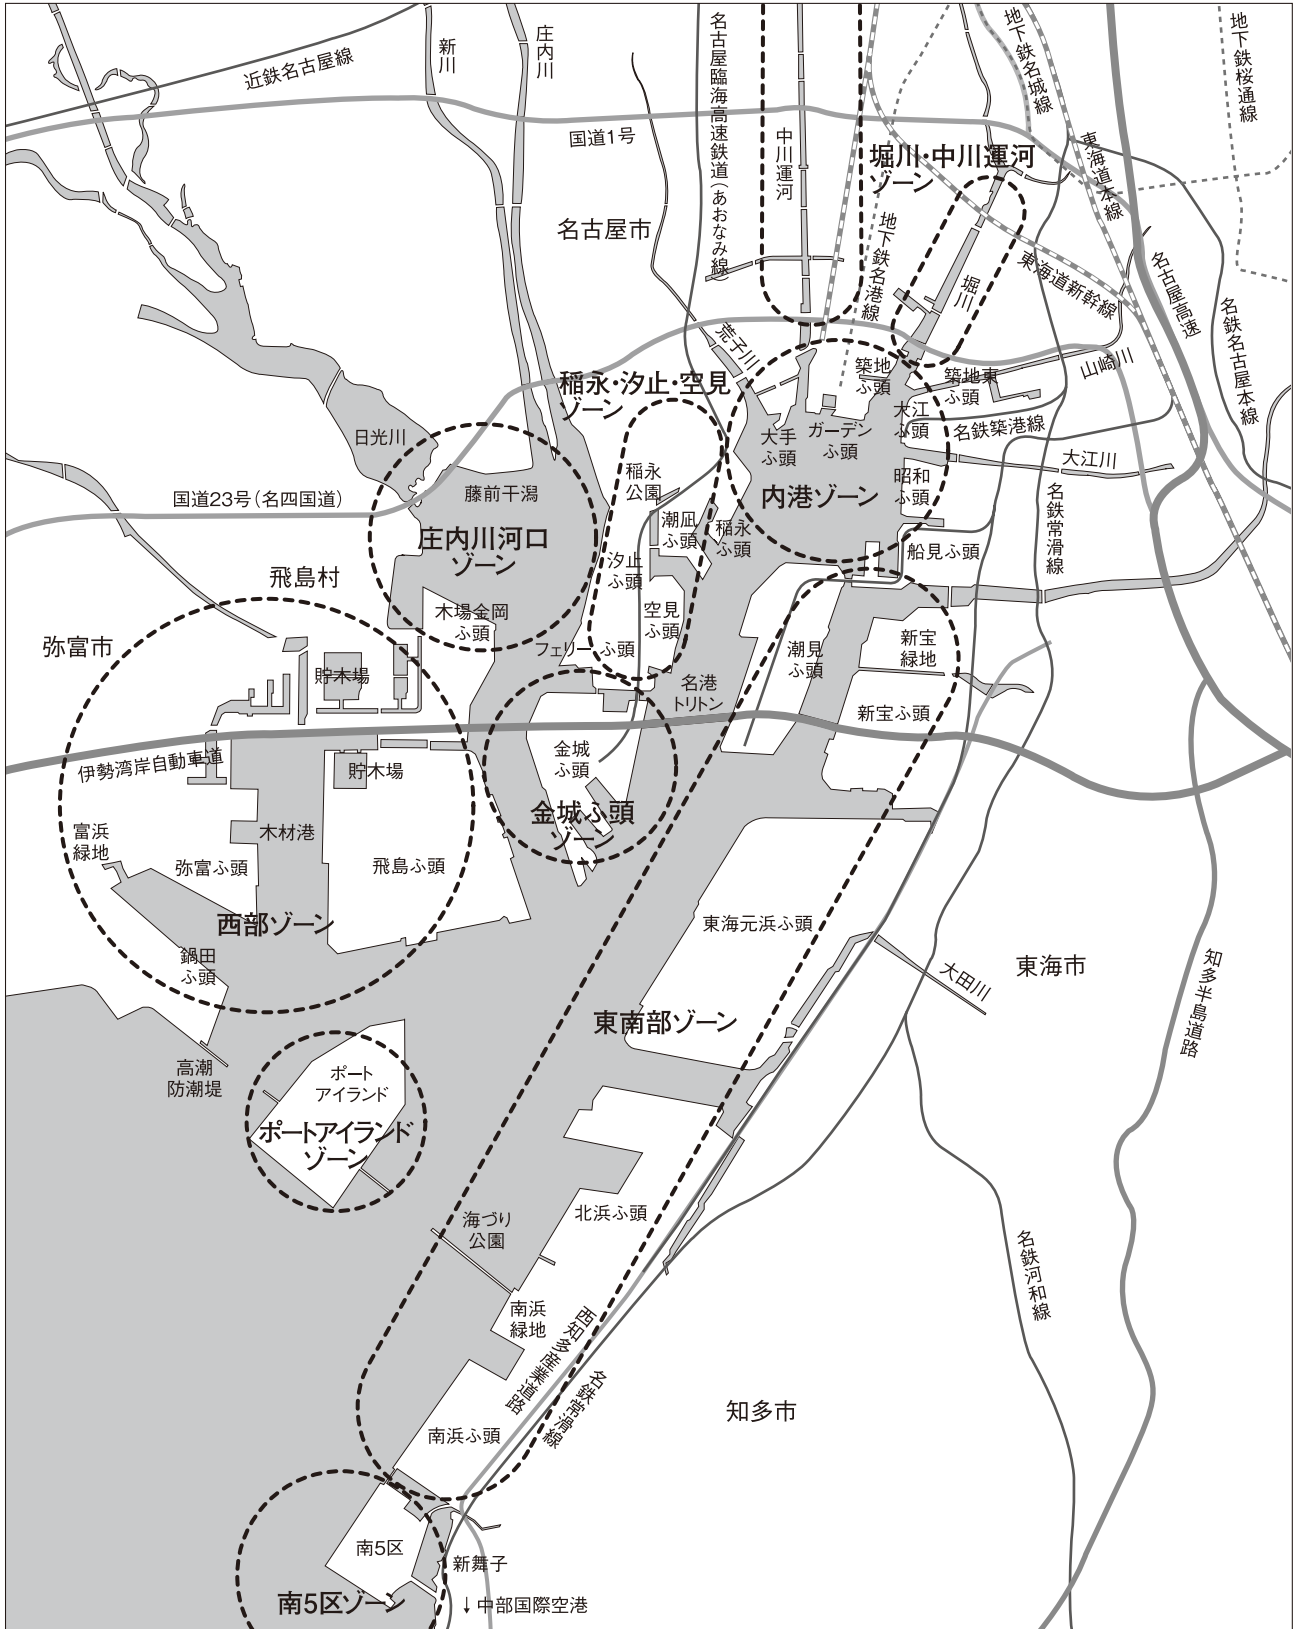 近鉄名古屋線
新川
庄内川
国道1号
名古屋市
名古屋臨海高速鉄道(あおなみ線)
中川運河
堀川・中川運河
ゾーン
地下鉄名城線
地下鉄桜通線
東海道本線
地下鉄名港線
堀川
東海道新幹線
名古屋高速
名鉄名古屋本線
荒子川
山崎川
稲永・汐止・空見
ゾーン
築地
ふ頭
築地東
ふ頭
大江
ふ頭
名鉄築港線
大手
ふ頭
ガーデン
ふ頭
大江川
日光川
国道23号(名四国道)
藤前干潟
稲永
公園
内港ゾーン
昭和
ふ頭
名鉄常滑線
庄内川河口
ゾーン
潮凪
ふ頭
稲永
ふ頭
船見ふ頭
汐止
ふ頭
飛島村
木場金岡
ふ頭
空見
ふ頭
弥富市
フェリーふ頭
潮見
ふ頭
新宝
緑地
貯木場
名港
トリトン
新宝ふ頭
伊勢湾岸自動車道
貯木場
金城
ふ頭
金城ふ頭
ゾーン
富浜
緑地
木材港
弥富ふ頭
飛島ふ頭
西部ゾーン
鍋田
ふ頭
東海元浜ふ頭
大田川
東海市
知多半島道路
東南部ゾーン
高潮
防潮堤
ポート
アイランド
ポートアイランド
ゾーン
海づり
公園
北浜ふ頭
名鉄河和線
南浜
緑地
西知多産業道路
名鉄常滑線
知多市
南浜ふ頭
南5区
新舞子
南5区ゾーン
↓中部国際空港